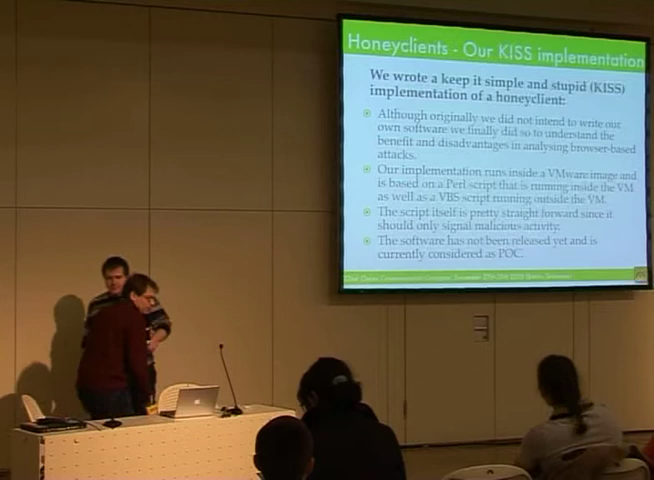 Honeyclients - Our KISS implementation
We wrote a keep it simple and stupid (KISS)
implementation of a honeyclient:
Although originally we did not intend to write our
own software we finally did so to understand the
benefit and disadvantages in analysing browser-based
attacks.
Our implementation runs inside a VMware image and
is based on a Perl script that is running inside the VM
as well as a VBS script running outside the VM.
The script itself is pretty straight forward since it
should only signal malicious activity.
The software has not been released yet and is
currently considered as POC.